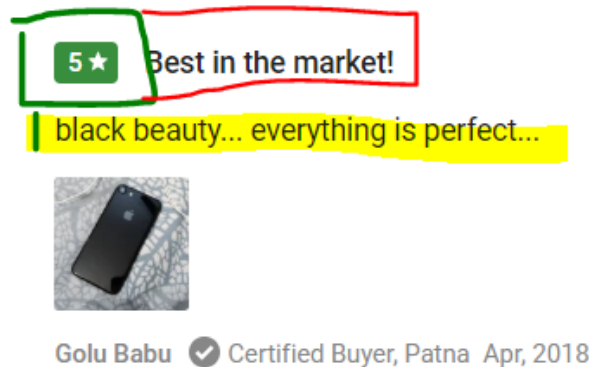 5★ Best in the market!
black beauty... everything is perfect...
Golu Babu Certified Buyer, Patna Apr, 2018